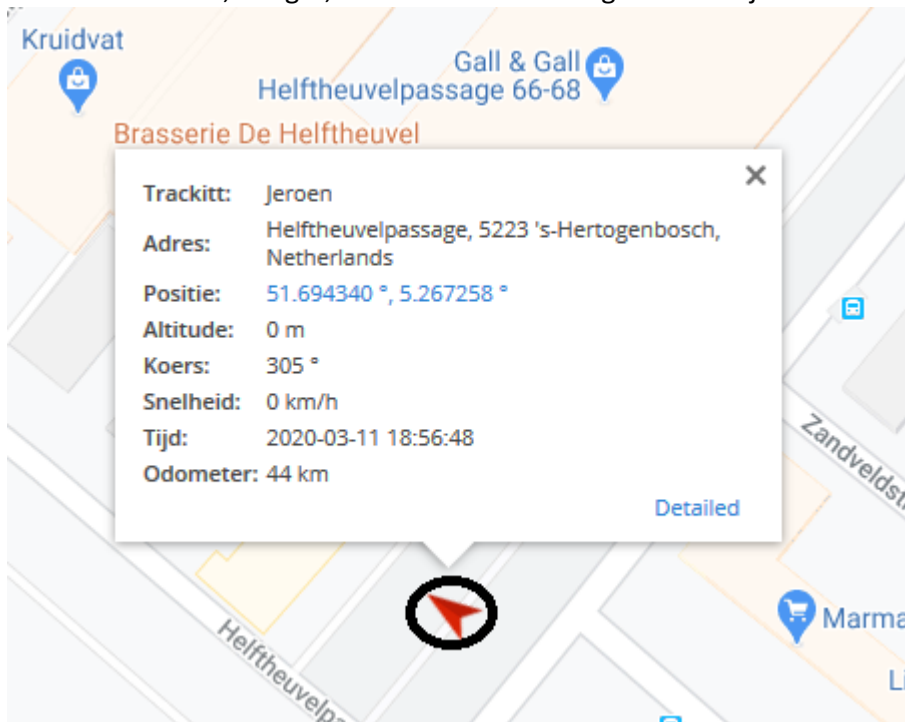 Kruidvat
Gall & Gall
Helftheuvelpassage 66-68
Brasserie De Helftheuvel
Trackitt: Jeroen
Adres: Helftheuvelpassage, 5223 's-Hertogenbosch,
Netherlands
Positie: 51.694340 °, 5.267258 °
Altitude: 0 m
Koers: 305 °
Snelheid: 0 km/h
Tijd: 2020-03-11 18:56:48
Odometer: 44 km
Detailed
Zandveldst
Marma
Helftheuvelpa
Li